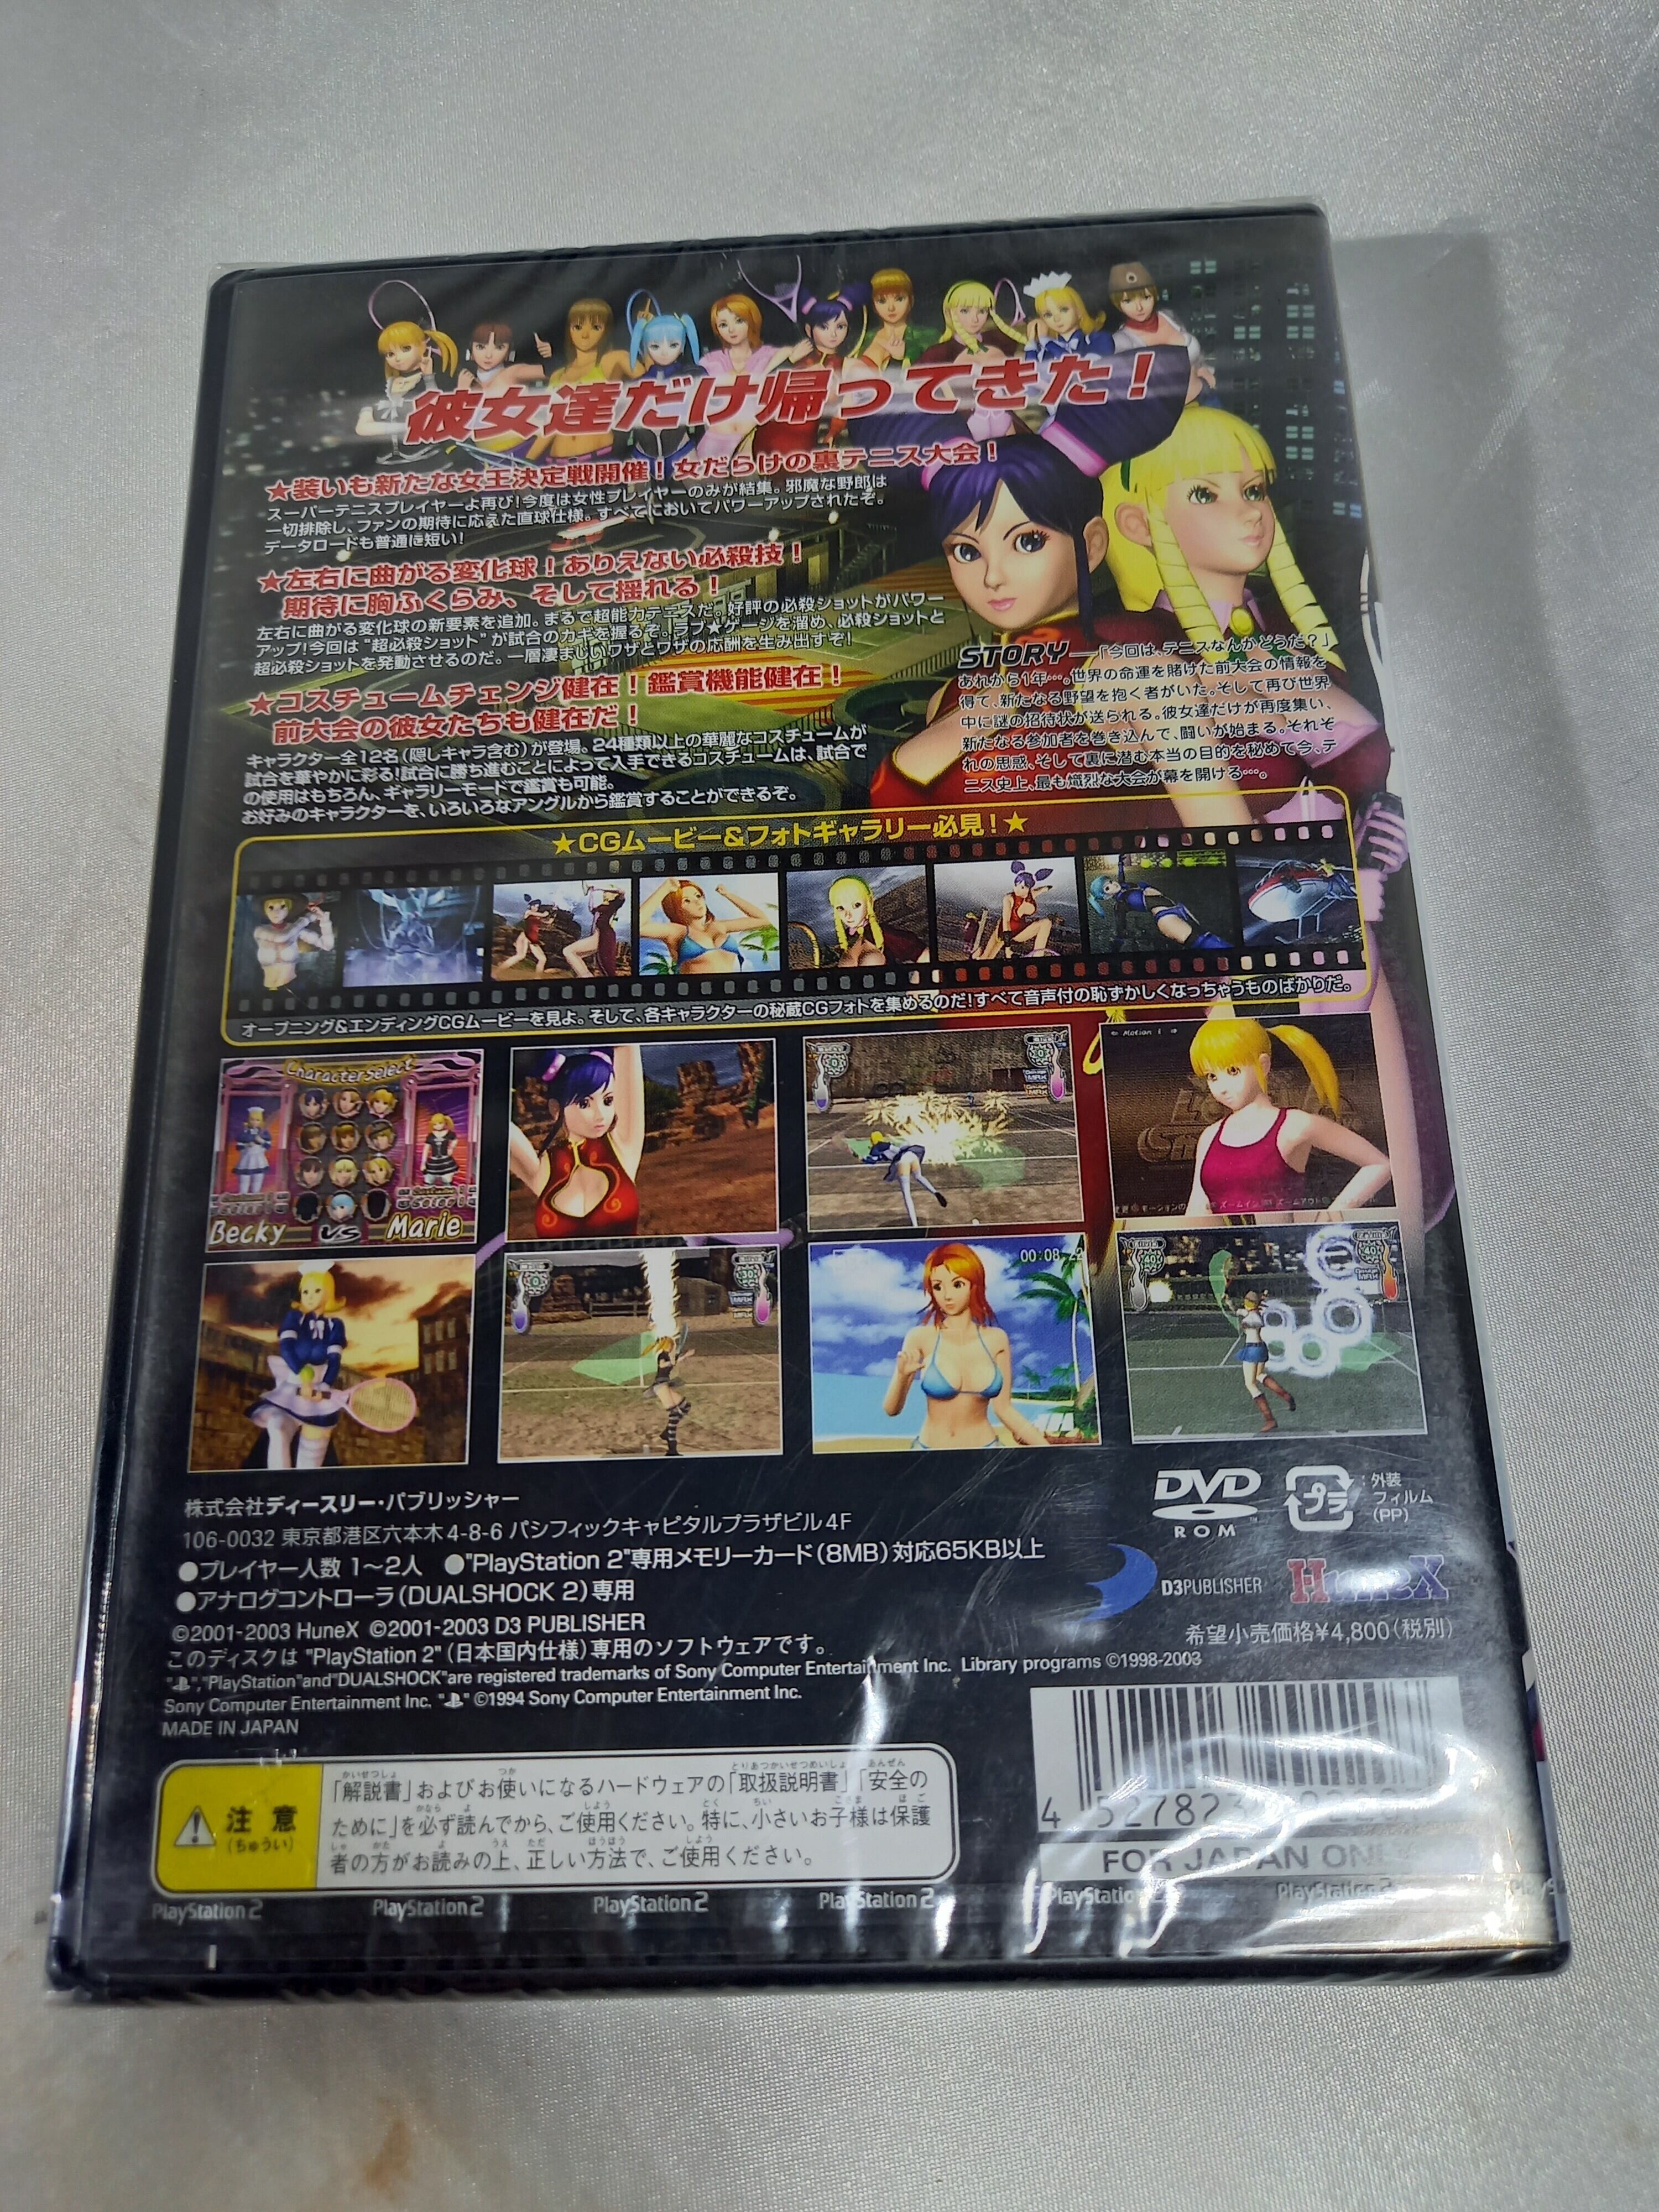 彼女達だけ帰ってきた!
★装いも新たな女王決定戦開催!女だらけの裏テニス大会!
スーパーテニスプレイヤーよ再び!今度は女性プレイヤーのみが結集。邪魔な野郎は
一切排除し、ファンの期待に応えた直球仕様。すべてにおいてパワーアップされたぞ。
データロードも普通に短い!
★左右に曲がる変化球!ありえない必殺技!
期待に胸ふくらみ、そして揺れる!
左右に曲がる変化球の新要素を追加。まるで超能力テニスだ。好評の必殺ショットがパワー
アップ!今回は"超必殺ショット"が試合のカギを握るぞ。ラブ★ゲージを溜め、必殺ショットと
超必殺ショットを発動させるのだ。一層凄まじいワザとワザの応酬を生み出すぞ!
★コスチュームチェンジ健在!鑑賞機能健在!
前大会の彼女たちも健在だ!
キャラクター全12名(隠しキャラ含む)が登場。24種類以上の華麗なコスチュームが
試合を華やかに彩る!試合に勝ち進むことによって入手できるコスチュームは、試合で
の使用はもちろん、ギャラリーモードで鑑賞も可能。
お好みのキャラクターを、いろいろなアングルから鑑賞することができるぞ。
STORY—「今回は、テニスなんかどうだ?」
あれから1年…。世界の命運を賭けた前大会の情報を
得て、新たなる野望を抱く者がいた。そして再び世界
中に謎の招待状が送られる。彼女達だけが再度集い、
新たなる参加者を巻き込んで、闘いが始まる。それぞ
れの思惑、そして裏に潜む本当の目的を秘めて今、テ
ニス史上、最も熾烈な大会が幕を開ける…。
★CGムービー&フォトギャラリー必見!★
オープニング&エンディングCGムービーを見よ。そして、各キャラクターの秘蔵CGフォトを集めるのだ!すべて音声付の恥ずかしくなっちゃうものばかりだ。
Character Select
Becky VS Marie
Motion 1
00:08
株式会社ディースリー・パブリッシャー
106-0032 東京都港区六本木4-8-6 パシフィックキャピタルプラザビル4F
●プレイヤー人数 1〜2人 ●"PlayStation 2"専用メモリーカード(8MB)対応65KB以上
●アナログコントローラ(DUALSHOCK 2)専用
©2001-2003 HuneX ©2001-2003 D3 PUBLISHER
このディスクは "PlayStation 2"(日本国内仕様)専用のソフトウェアです。
"PlayStation"and"DUALSHOCK"are registered trademarks of Sony Computer Entertainment Inc. Library programs ©1998-2003
Sony Computer Entertainment Inc. ©1994 Sony Computer Entertainment Inc.
MADE IN JAPAN
DVD
ROM
プラ
:外装
フィルム
(PP)
D3PUBLISHER
HuneX
希望小売価格¥4,800(税別)
注意
(ちゅうい)
「解説書」およびお使いになるハードウェアの「取扱説明書」「安全の
ために」を必ず読んでから、ご使用ください。特に、小さいお子様は保護
者の方がお読みの上、正しい方法で、ご使用ください。
4 527823
FOR JAPAN ONLY
PlayStation 2 PlayStation 2 PlayStation 2 PlayStation 2 PlayStation PlayStation 2